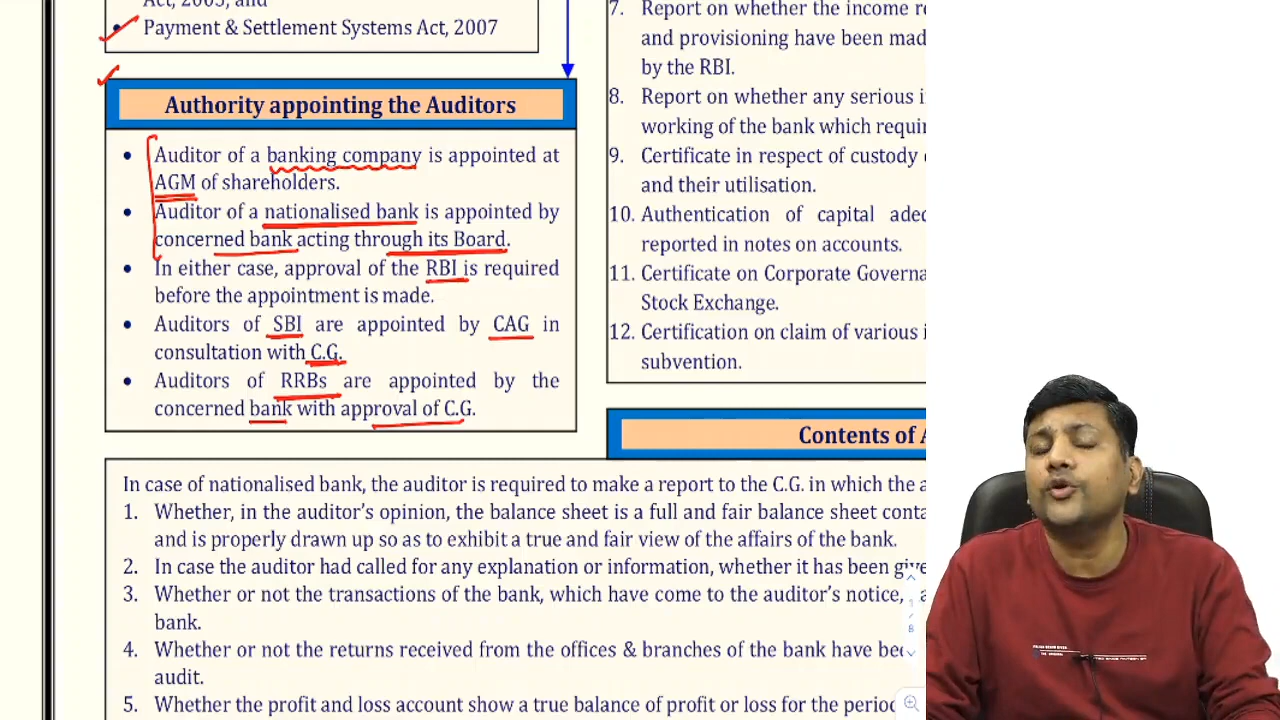 Act, 2005; and
• Payment & Settlement Systems Act, 2007
Authority appointing the Auditors
• Auditor of a banking company is appointed at
AGM of shareholders.
• Auditor of a nationalised bank is appointed by
concerned bank acting through its Board.
• In either case, approval of the RBI is required
before the appointment is made.
• Auditors of SBI are appointed by CAG in
consultation with C.G.
• Auditors of RRBs are appointed by the
concerned bank with approval of C.G.
7. Report on whether the income
and provisioning have been mad
by the RBI.
8. Report on whether any serious
working of the bank which requi
9. Certificate in respect of custody
and their utilisation.
10. Authentication of capital
reported in notes on accounts.
11. Certificate on Corporate
Stock Exchange.
12. Certification on claim of various
subvention.
Contents of
In case of nationalised bank, the auditor is required to make a report to the C.G. in which the a
1. Whether, in the auditor's opinion, the balance sheet is a full and fair balance sheet
and is properly drawn up so as to exhibit a true and fair view of the affairs of the bank.
2. In case the auditor had called for any explanation or information, whether it has been give
3. Whether or not the transactions of the bank, which have come to the auditor's notice,
bank.
4. Whether or not the returns received from the offices & branches of the bank have
audit.
5. Whether the profit and loss account show a true balance of profit or loss for the period
1
/
8